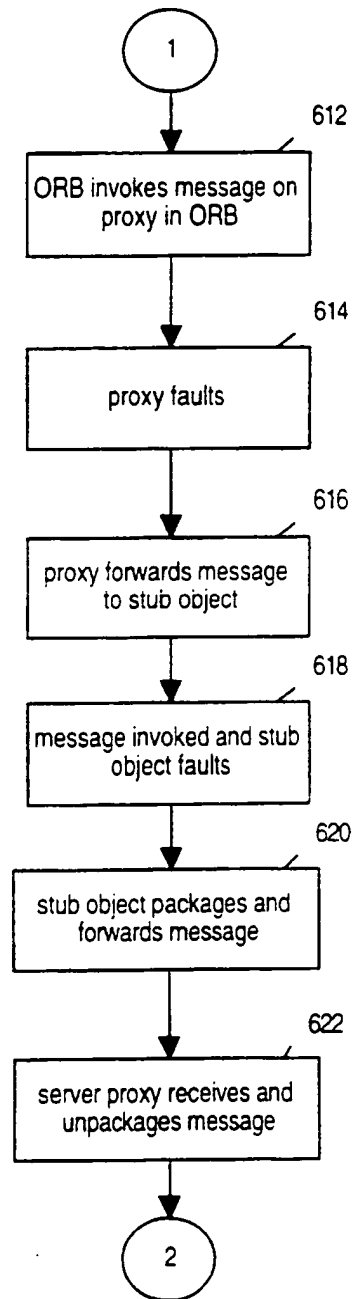 1
612
ORB invokes message on
proxy in ORB
614
proxy faults
616
proxy forwards message
to stub object
618
message invoked and stub
object faults
620
stub object packages and
forwards message
622
server proxy receives and
unpackages message
2